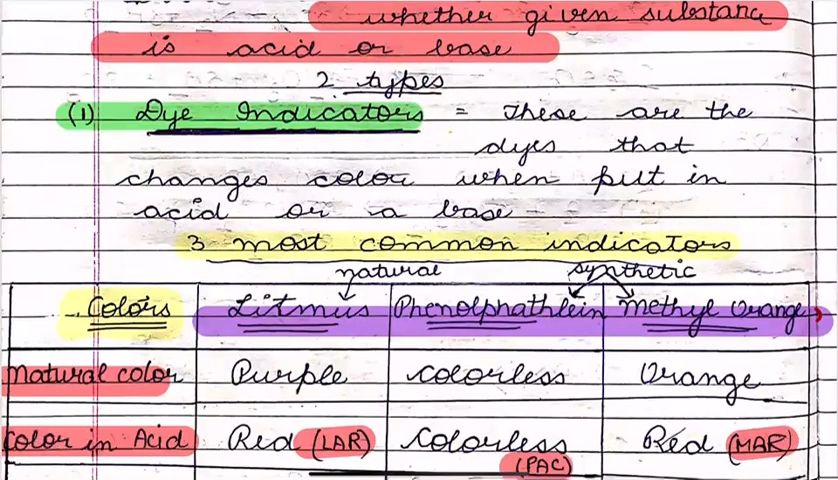 whether given substanc
is acid or base
2 types
(1) Dye Indicators = These are the
dyes that
changes color when put in
acid or a base
3 most common indicators
natural synthetic
Colors Litmus Phenolphathlein Methyl Orange
Natural color Purple Colorless Orange
Color in Acid Red (LAR) Colorless Red (MAR)
(PAC)